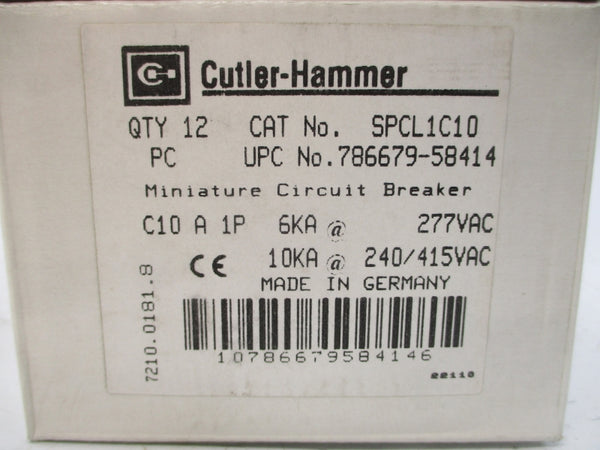 Cutler-Hammer
QTY 12 CAT No. SPCL1C10
PC UPC No. 786679-58414
Miniature Circuit Breaker
C10 A 1P 6KA @ 277VAC
CE 10KA @ 240/415VAC
MADE IN GERMANY
7210.0181.8
10786679584146
22110